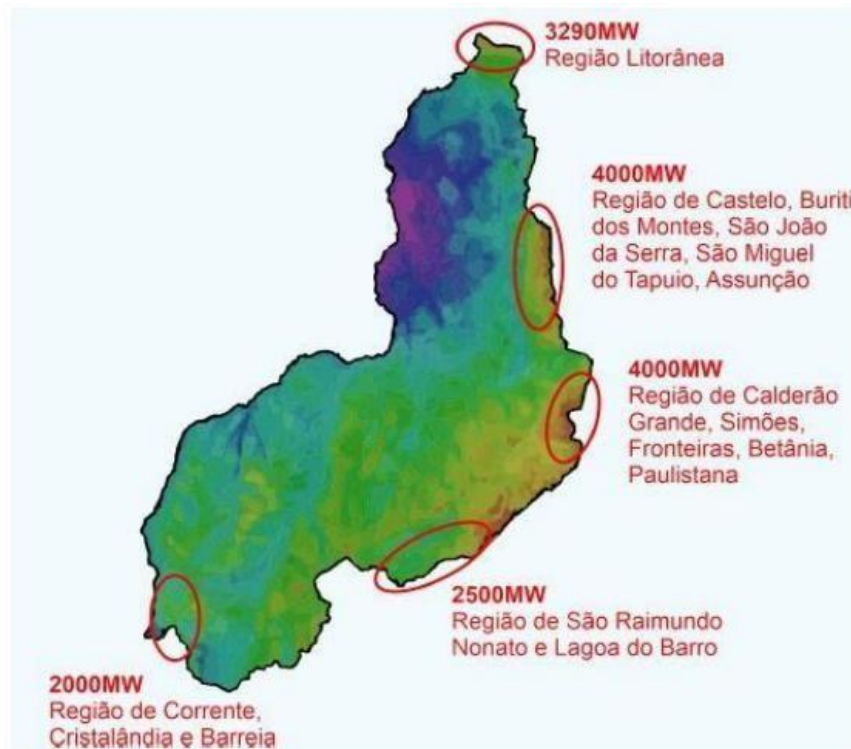 3290MW
Região Litorânea
4000MW
Região de Castelo, Buriti
dos Montes, São João
da Serra, São Miguel
do Tapuio, Assunção
4000MW
Região de Calderão
Grande, Simões,
Fronteiras, Betânia,
Paulistana
2500MW
Região de São Raimundo
Nonato e Lagoa do Barro
2000MW
Região de Corrente,
Cristalândia e Barreia